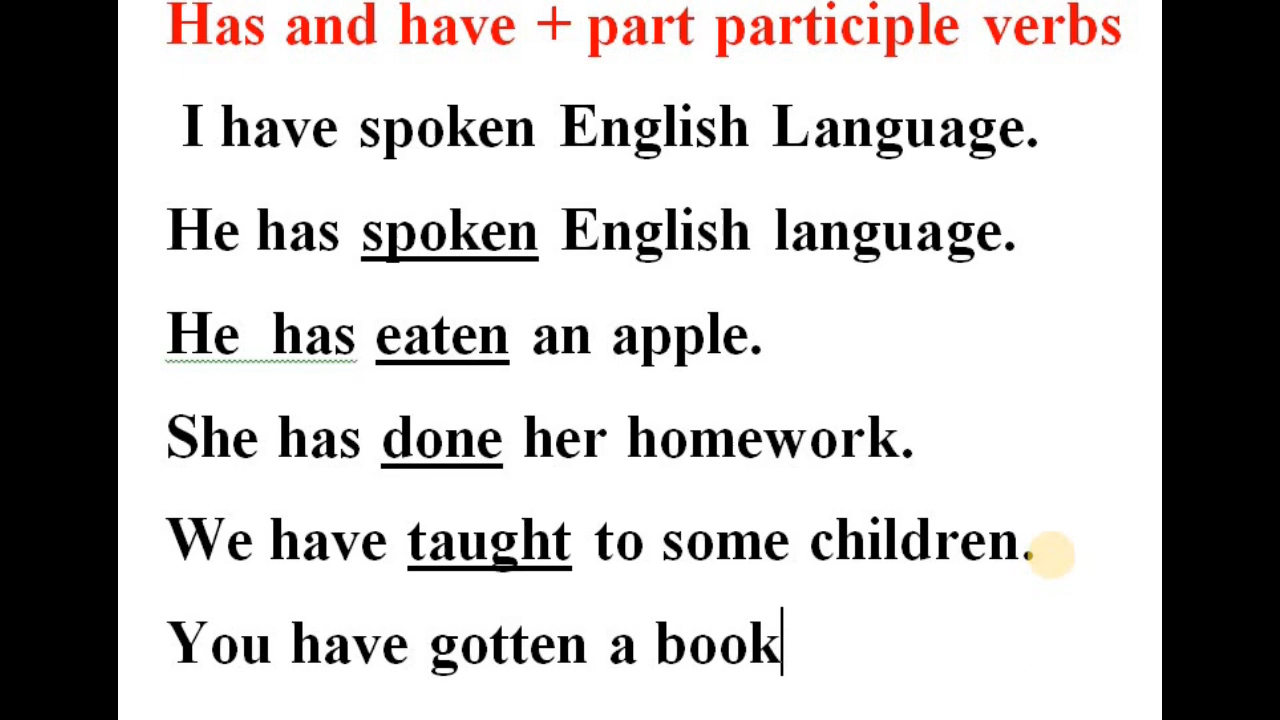 Has and have + part participle verbs
I have spoken English Language.
He has spoken English language.
He has eaten an apple.
She has done her homework.
We have taught to some children.
You have gotten a book